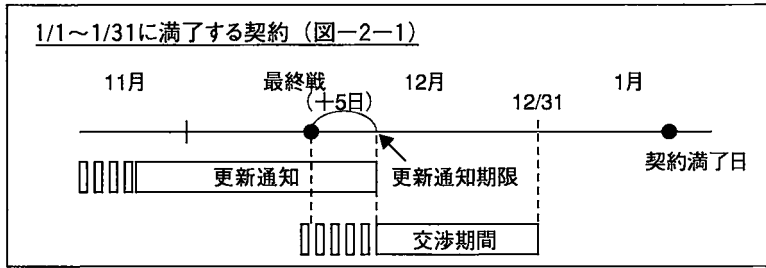 1/1～1/31に満了する契約（図－2－1）
11月 最終戦 12月 1月
（＋5日） 12/31
契約満了日
更新通知 更新通知期限
交渉期間